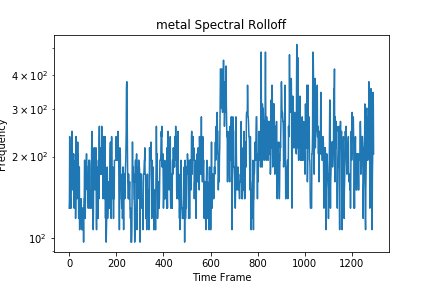 metal Spectral Rolloff
Frequency
4 × 10²
3 × 10²
2 × 10²
10²
0 200 400 600 800 1000 1200
Time Frame